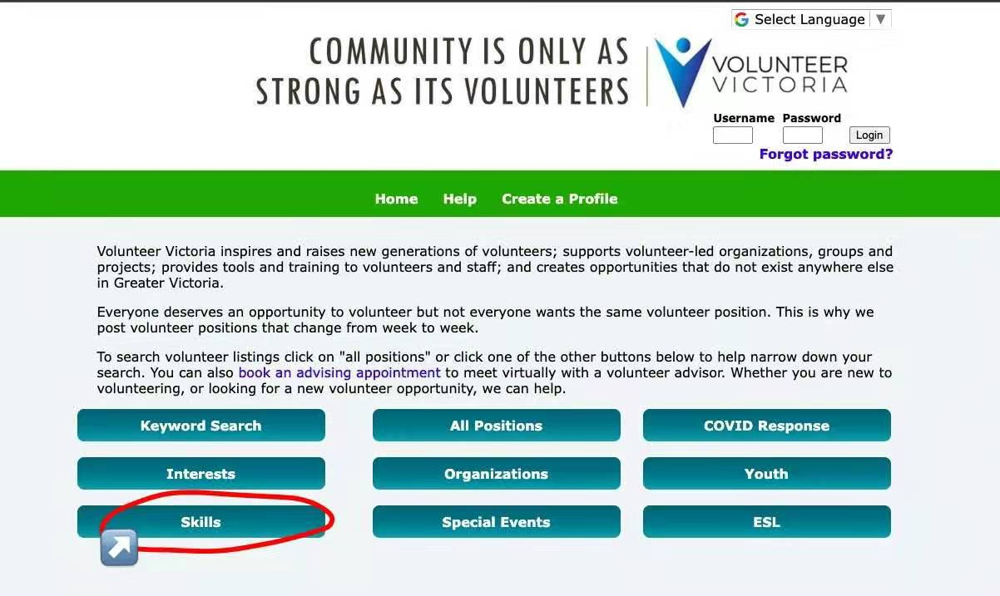 Select Language
COMMUNITY IS ONLY AS
STRONG AS ITS VOLUNTEERS
VOLUNTEER
VICTORIA
Username Password
Login
Forgot password?
Home Help Create a Profile
Volunteer Victoria inspires and raises new generations of volunteers; supports volunteer-led organizations, groups and
projects; provides tools and training to volunteers and staff; and creates opportunities that do not exist anywhere else
in Greater Victoria.
Everyone deserves an opportunity to volunteer but not everyone wants the same volunteer position. This is why we
post volunteer positions that change from week to week.
To search volunteer listings click on "all positions" or click one of the other buttons below to help narrow down your
search. You can also book an advising appointment to meet virtually with a volunteer advisor. Whether you are new to
volunteering, or looking for a new volunteer opportunity, we can help.
Keyword Search All Positions COVID Response
Interests Organizations Youth
Skills Special Events ESL